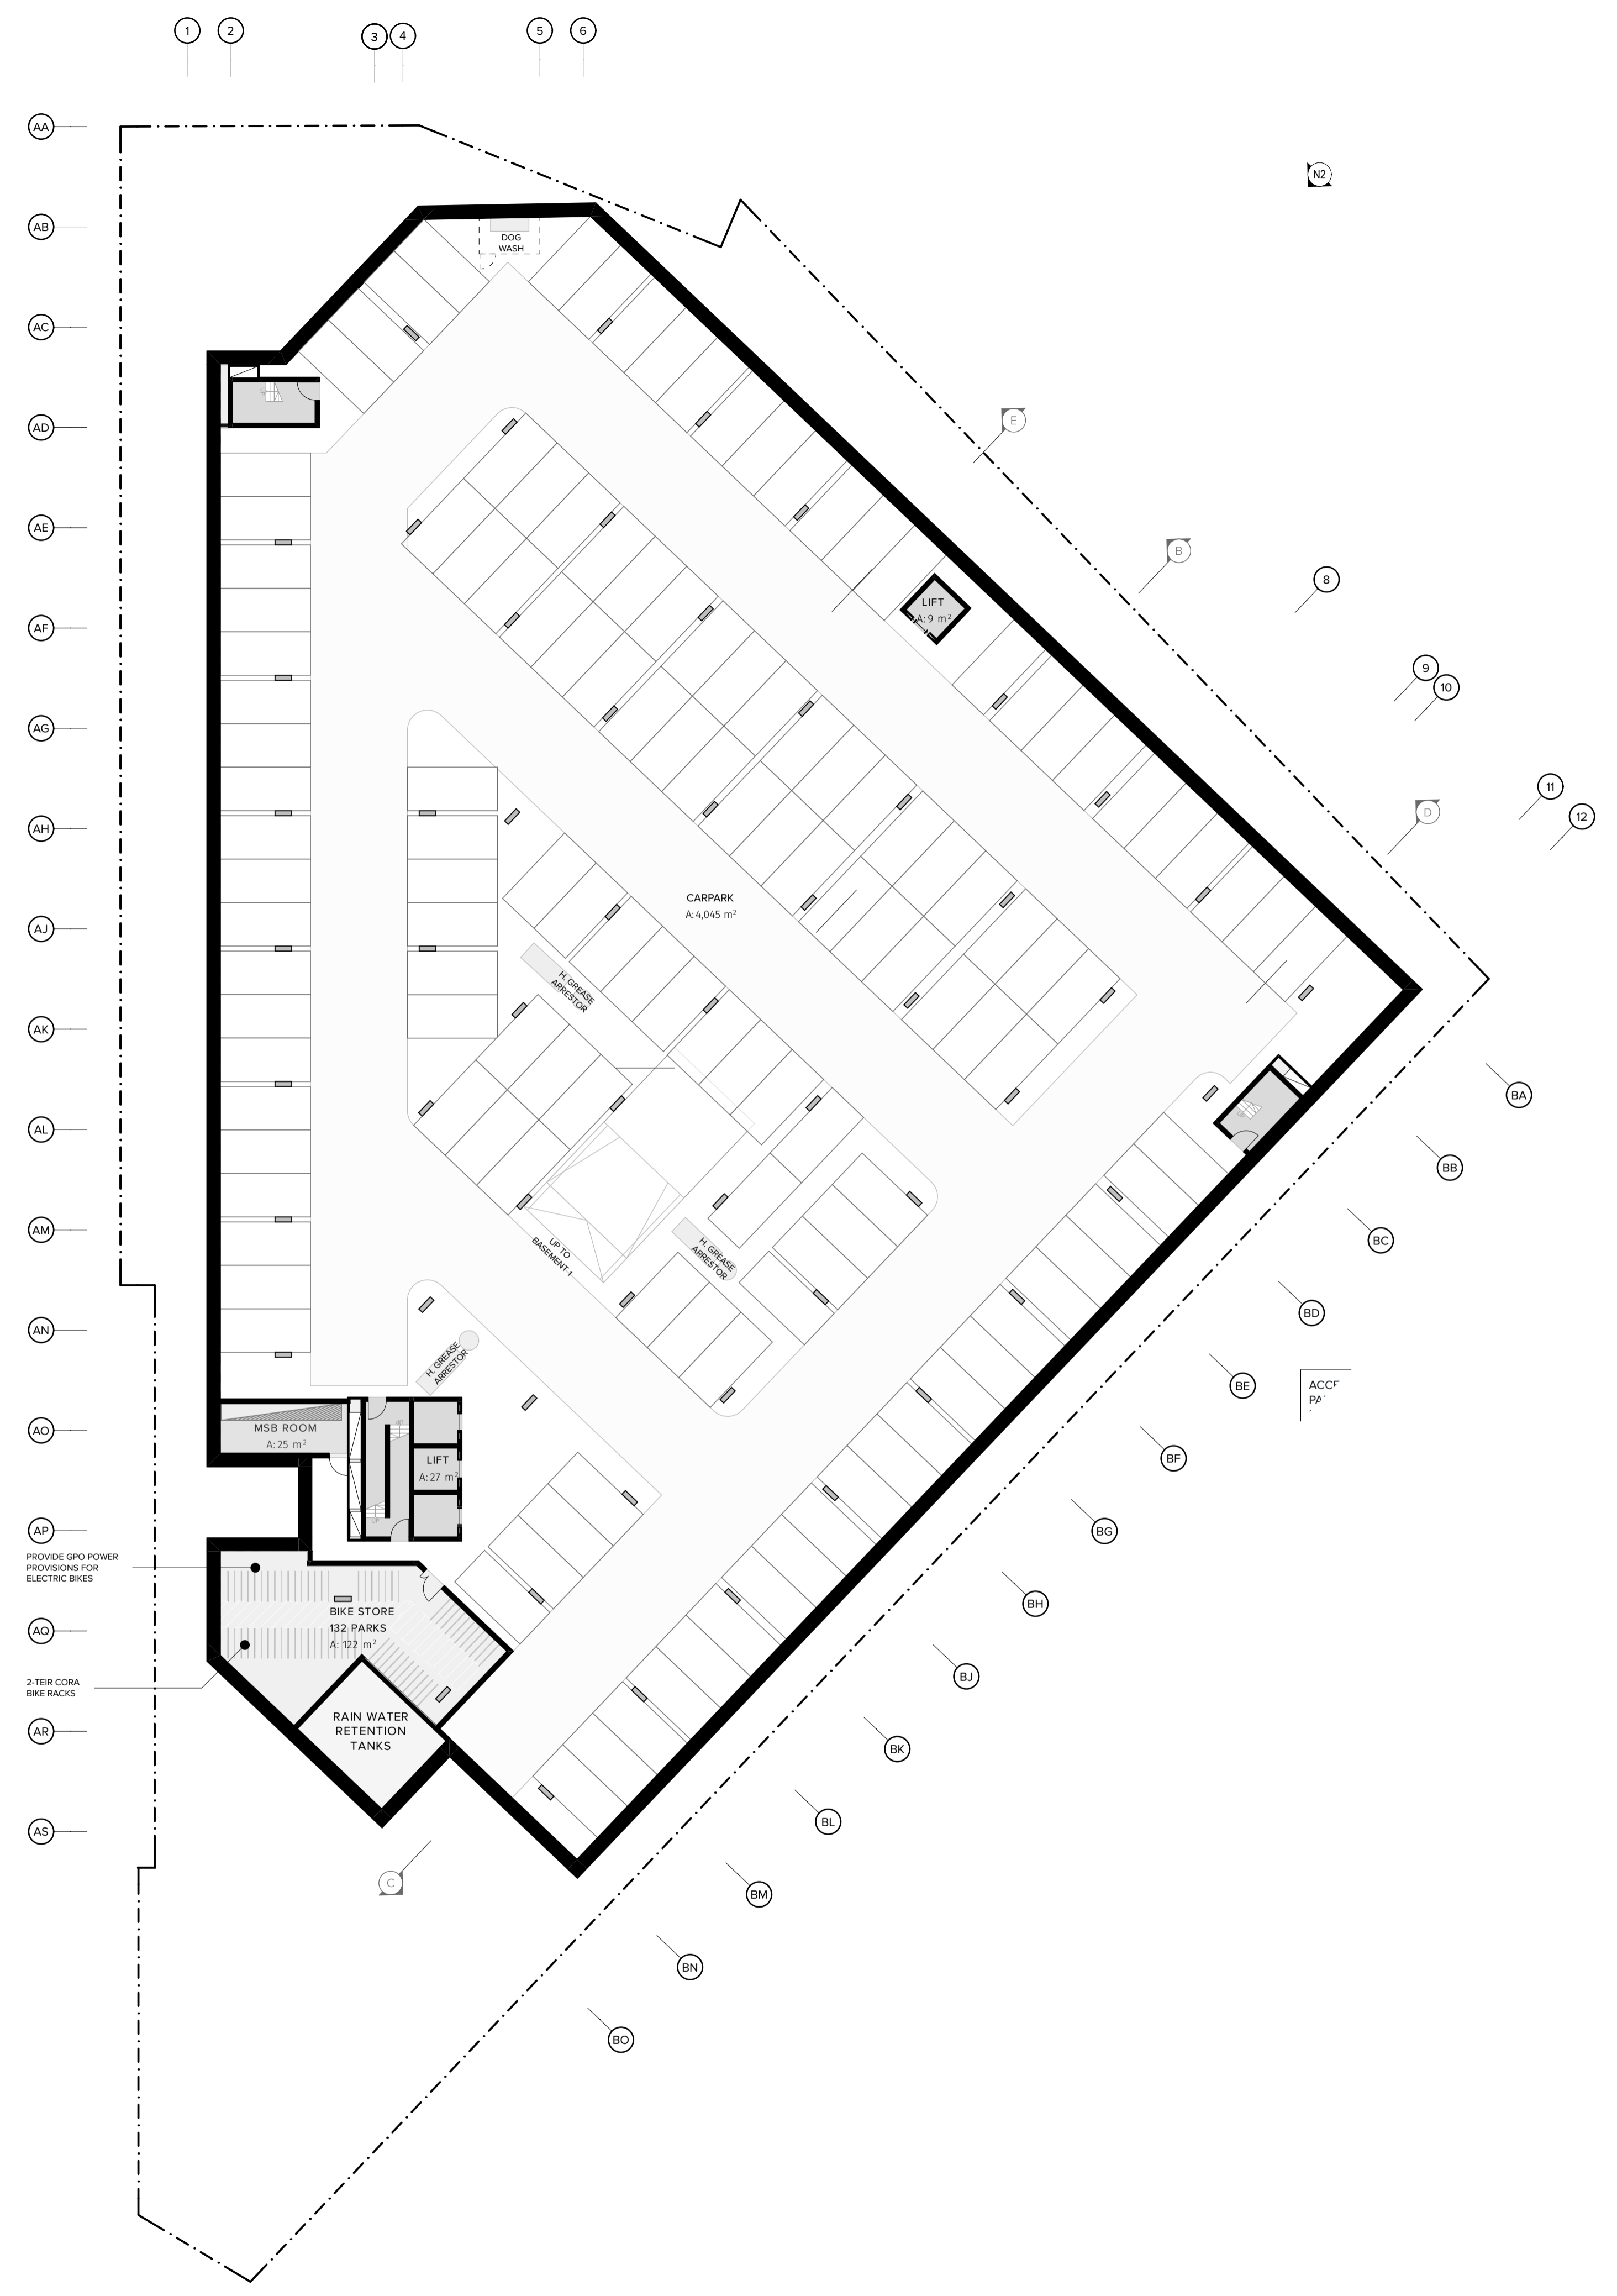 1
2
3
4
5
6
AA
N2
AB
DOG
WASH
AC
E
AD
AE
B
8
LIFT
A: 9 m²
AF
9
10
AG
11
12
D
AH
CARPARK
A: 4,045 m²
AJ
H. GREASE
ARRESTOR
AK
BA
AL
BB
AM
BC
UP TO
BASEMENT 1
H. GREASE
ARRESTOR
BD
AN
H. GREASE
ARRESTOR
BE
AO
MSB ROOM
A: 25 m²
LIFT
A: 27 m²
BF
AP
BG
PROVIDE GPO POWER
PROVISIONS FOR
ELECTRIC BIKES
BH
AQ
BIKE STORE
132 PARKS
A: 122 m²
BJ
2-TEIR CORA
BIKE RACKS
AR
RAIN WATER
RETENTION
TANKS
BK
AS
BL
C
BM
BN
BO